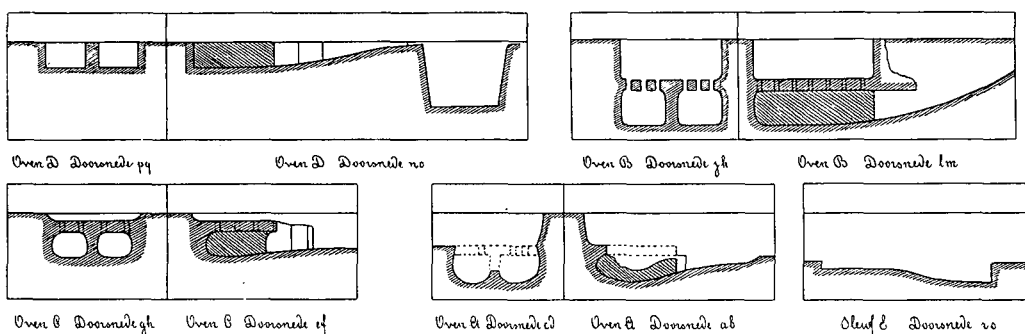 Oven D Doorsnede pq
Oven D Doorsnede no
Oven B Doorsnede gh
Oven B Doorsnede lm
Oven C Doorsnede gh
Oven C Doorsnede ef
Oven A Doorsnede cd
Oven A Doorsnede ab
Sleuf E Doorsnede rs